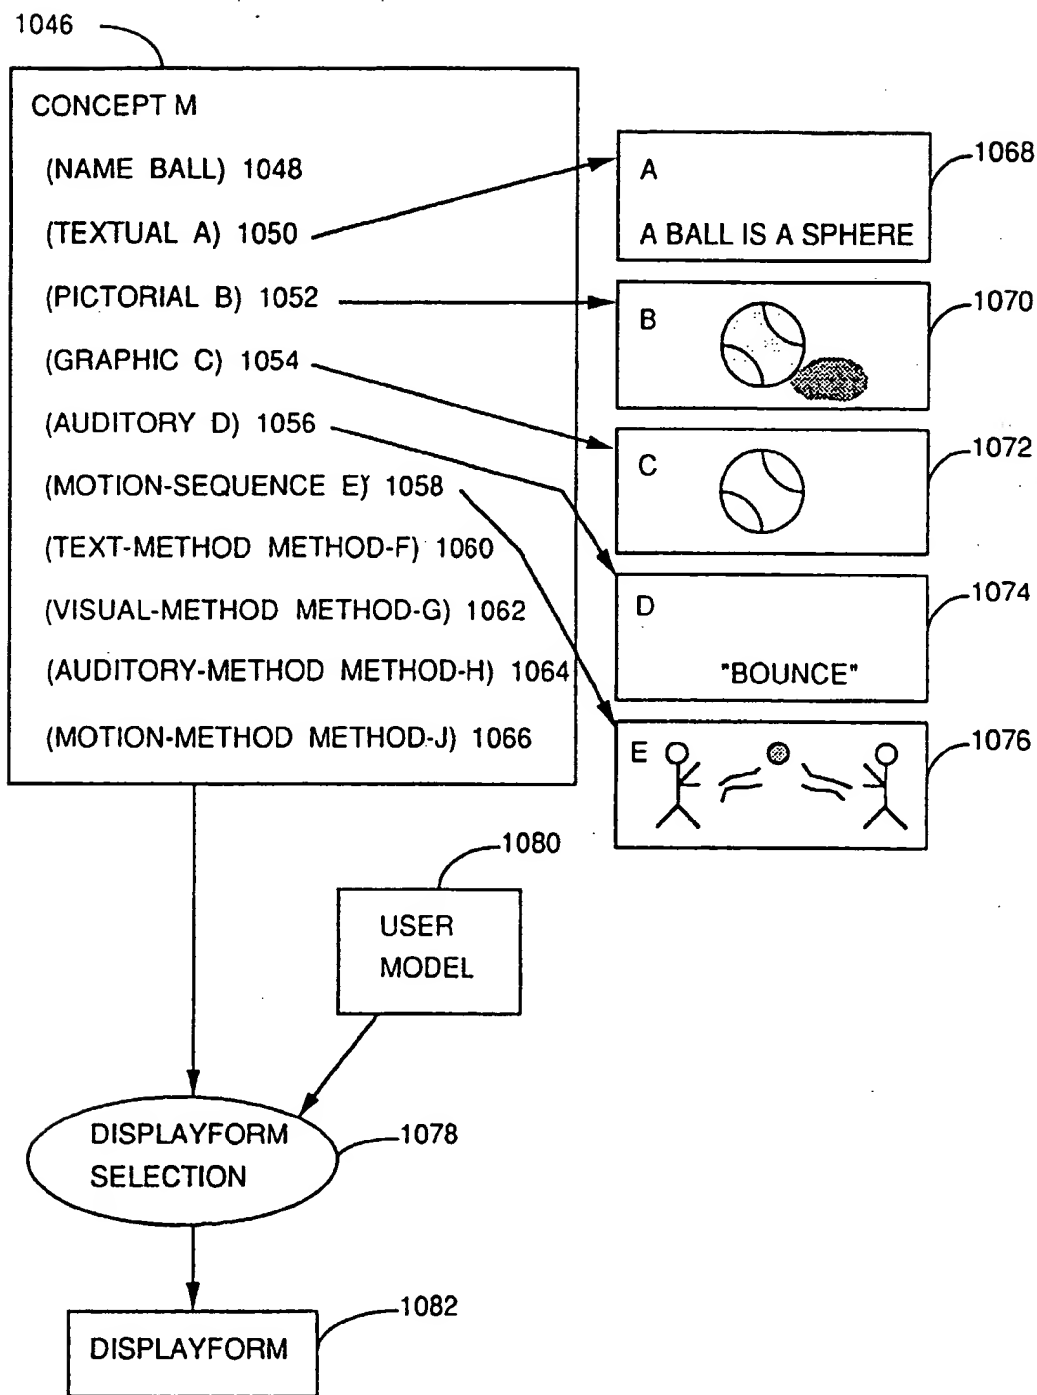 1046
CONCEPT M
(NAME BALL) 1048
(TEXTUAL A) 1050
(PICTORIAL B) 1052
(GRAPHIC C) 1054
(AUDITORY D) 1056
(MOTION-SEQUENCE E) 1058
(TEXT-METHOD METHOD-F) 1060
(VISUAL-METHOD METHOD-G) 1062
(AUDITORY-METHOD METHOD-H) 1064
(MOTION-METHOD METHOD-J) 1066
A
A BALL IS A SPHERE
1068
B
1070
C
1072
D
"BOUNCE"
1074
E
1076
1080
USER
MODEL
DISPLAYFORM
SELECTION
1078
1082
DISPLAYFORM